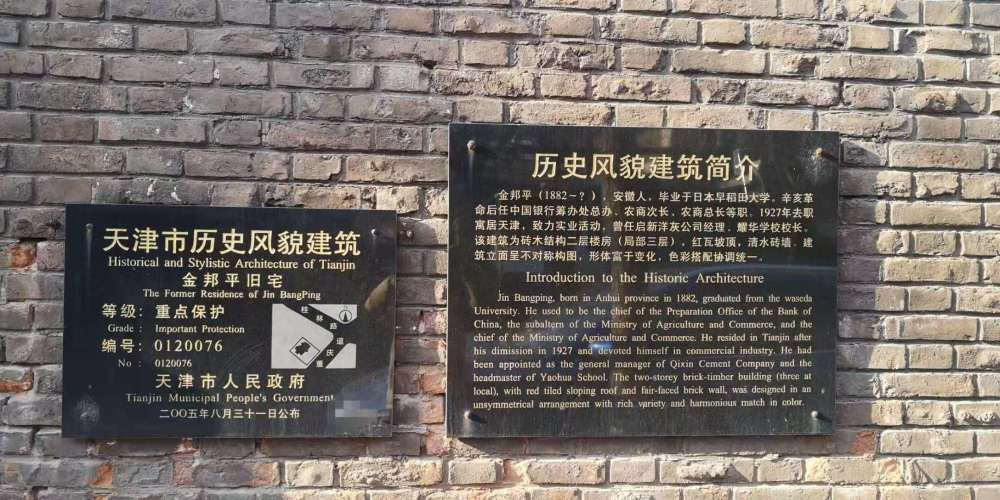 天津市历史风貌建筑
Historical and Stylistic Architecture of Tianjin
金邦平旧宅
The Former Residence of Jin BangPing
等级：重点保护
Grade : Important Protection
编号：0120076
No : 0120076
桂林路
重庆道
天津市人民政府
Tianjin Municipal People's Government
二〇〇五年八月三十一日公布
历史风貌建筑简介
金邦平（1882－？），安徽人，毕业于日本早稻田大学。辛亥革
命后任中国银行筹办处总办、农商次长、农商总长等职。1927年去职
寓居天津，致力实业活动，曾任启新洋灰公司经理、耀华学校校长。
该建筑为砖木结构二层楼房（局部三层），红瓦坡顶，清水砖墙。建
筑立面呈不对称构图，形体富于变化，色彩搭配协调统一。
Introduction to the Historic Architecture
Jin Bangping, born in Anhui province in 1882, graduated from the waseda
University. He used to be the chief of the Preparation Office of the Bank of
China, the subaltern of the Ministry of Agriculture and Commerce, and the
chief of the Ministry of Agriculture and Commerce. He resided in Tianjin after
his dimission in 1927 and devoted himself in commercial industry. He had
been appointed as the general manager of Qixin Cement Company and the
headmaster of Yaohua School. The two-storey brick-timber building (three at
local), with red tiled sloping roof and fair-faced brick wall, was designed in an
unsymmetrical arrangement with rich variety and harmonious match in color.